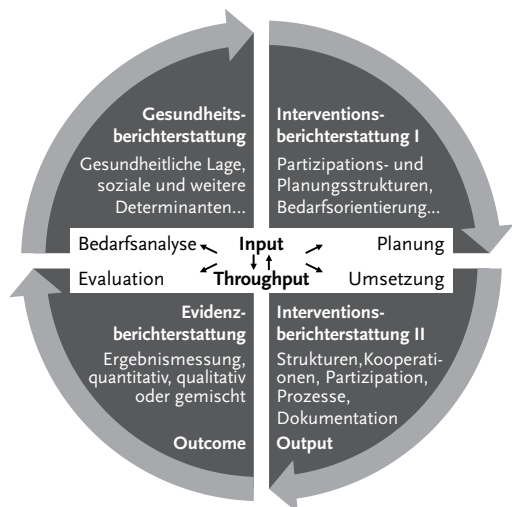 Gesundheits-
berichterstattung
Gesundheitliche Lage,
soziale und weitere
Determinanten...
Interventions-
berichterstattung I
Partizipations- und
Planungsstrukturen,
Bedarfsorientierung...
Bedarfsanalyse Input Planung
Evaluation Throughput Umsetzung
Evidenz-
berichterstattung
Ergebnismessung,
quantitativ, qualitativ
oder gemischt
Outcome
Interventions-
berichterstattung II
Strukturen,Kooperati-
onen, Partizipation,
Prozesse,
Dokumentation
Output